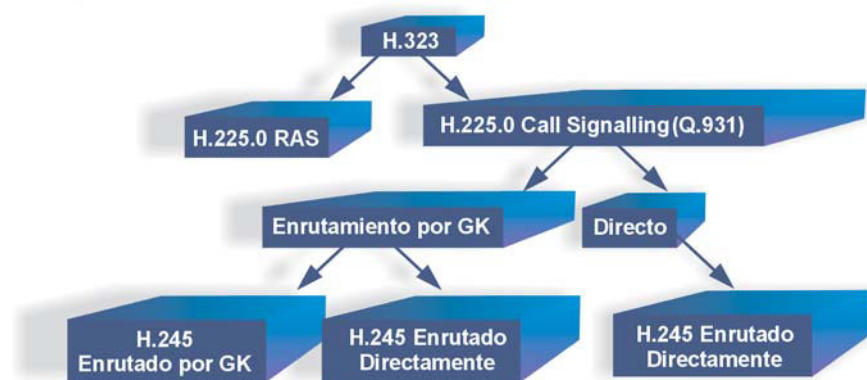 H.323
H.225.0 RAS
H.225.0 Call Signalling(Q.931)
Enrutamiento por GK
Directo
H.245
Enrutado por GK
H.245 Enrutado
Directamente
H.245 Enrutado
Directamente